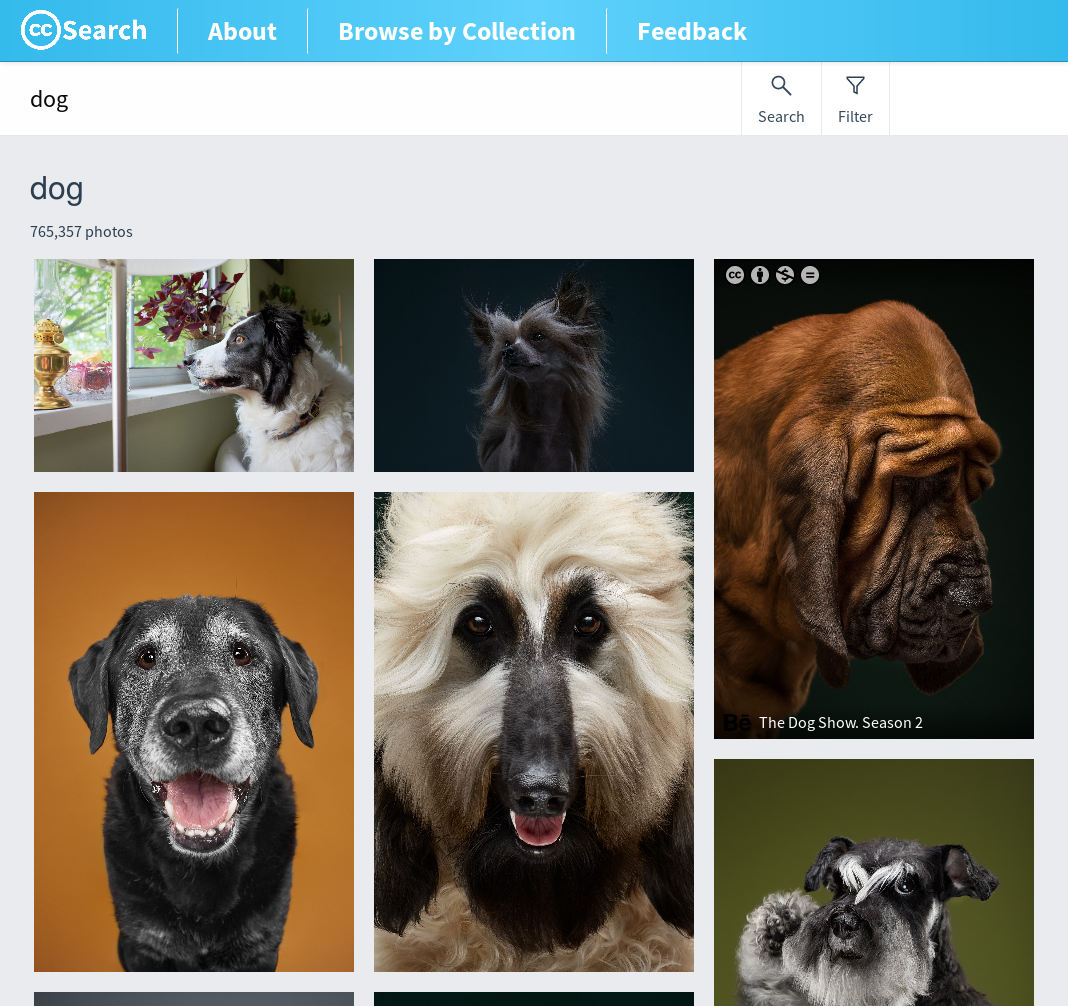 cc Search
About
Browse by Collection
Feedback
dog
Search
Filter
dog
765,357 photos
cc
Bē The Dog Show. Season 2